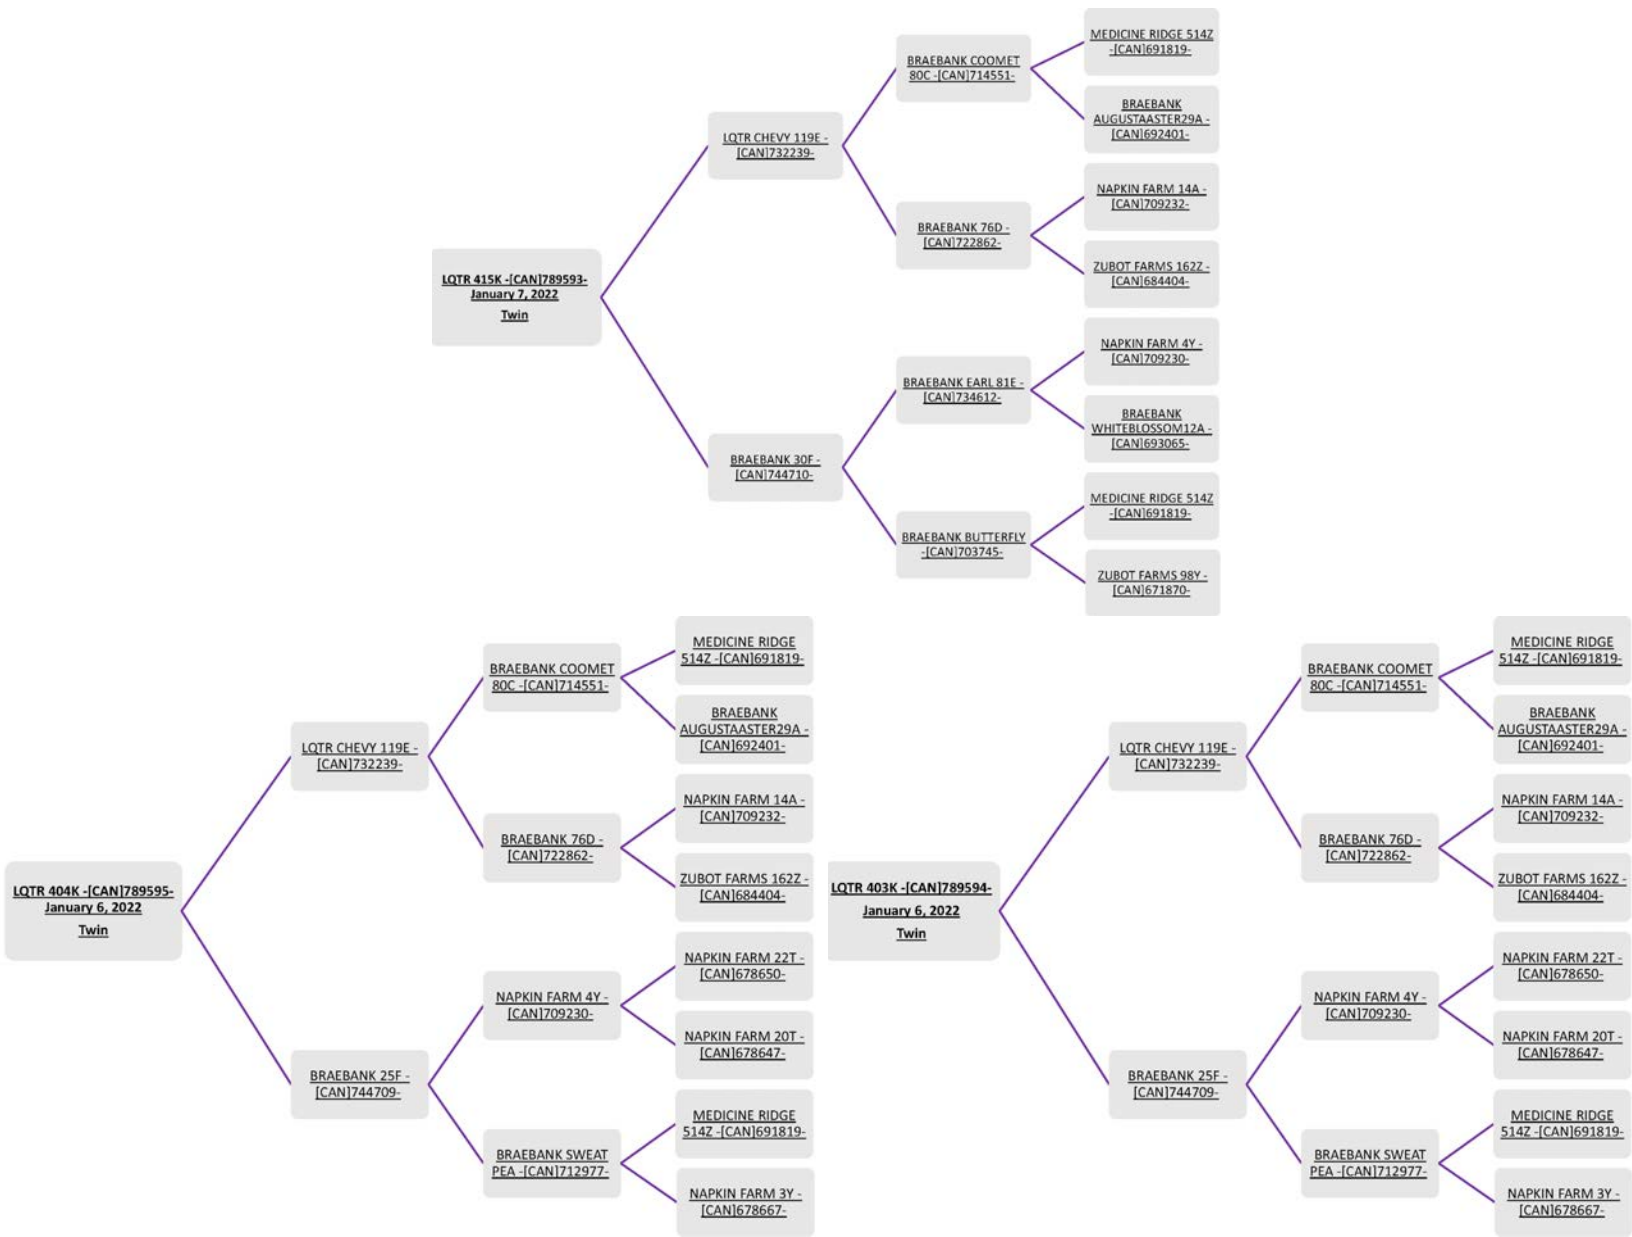 MEDICINE RIDGE 514Z
-[CAN]691819-
BRAEBANK COOMET
80C -[CAN]714551-
BRAEBANK
AUGUSTAASTER29A -
[CAN]692401-
LQTR CHEVY 119E -
[CAN]732239-
NAPKIN FARM 14A -
[CAN]709232-
BRAEBANK 76D -
[CAN]722862-
ZUBOT FARMS 162Z -
[CAN]684404-
LQTR 415K -[CAN]789593-
January 7, 2022
Twin
NAPKIN FARM 4Y -
[CAN]709230-
BRAEBANK EARL 81E -
[CAN]734612-
BRAEBANK
WHITEBLOSSOM12A -
[CAN]693065-
BRAEBANK 30F -
[CAN]744710-
MEDICINE RIDGE 514Z
-[CAN]691819-
BRAEBANK BUTTERFLY
-[CAN]703745-
ZUBOT FARMS 98Y -
[CAN]671870-
MEDICINE RIDGE
514Z -[CAN]691819-
BRAEBANK COOMET
80C -[CAN]714551-
BRAEBANK
AUGUSTAASTER29A -
[CAN]692401-
LQTR CHEVY 119E -
[CAN]732239-
NAPKIN FARM 14A -
[CAN]709232-
BRAEBANK 76D -
[CAN]722862-
ZUBOT FARMS 162Z -
[CAN]684404-
LQTR 404K -[CAN]789595-
January 6, 2022
Twin
NAPKIN FARM 22T -
[CAN]678650-
NAPKIN FARM 4Y -
[CAN]709230-
NAPKIN FARM 20T -
[CAN]678647-
BRAEBANK 25F -
[CAN]744709-
MEDICINE RIDGE
514Z -[CAN]691819-
BRAEBANK SWEAT
PEA -[CAN]712977-
NAPKIN FARM 3Y -
[CAN]678667-
MEDICINE RIDGE
514Z -[CAN]691819-
BRAEBANK COOMET
80C -[CAN]714551-
BRAEBANK
AUGUSTAASTER29A -
[CAN]692401-
LQTR CHEVY 119E -
[CAN]732239-
NAPKIN FARM 14A -
[CAN]709232-
BRAEBANK 76D -
[CAN]722862-
ZUBOT FARMS 162Z -
[CAN]684404-
LQTR 403K -[CAN]789594-
January 6, 2022
Twin
NAPKIN FARM 22T -
[CAN]678650-
NAPKIN FARM 4Y -
[CAN]709230-
NAPKIN FARM 20T -
[CAN]678647-
BRAEBANK 25F -
[CAN]744709-
MEDICINE RIDGE
514Z -[CAN]691819-
BRAEBANK SWEAT
PEA -[CAN]712977-
NAPKIN FARM 3Y -
[CAN]678667-